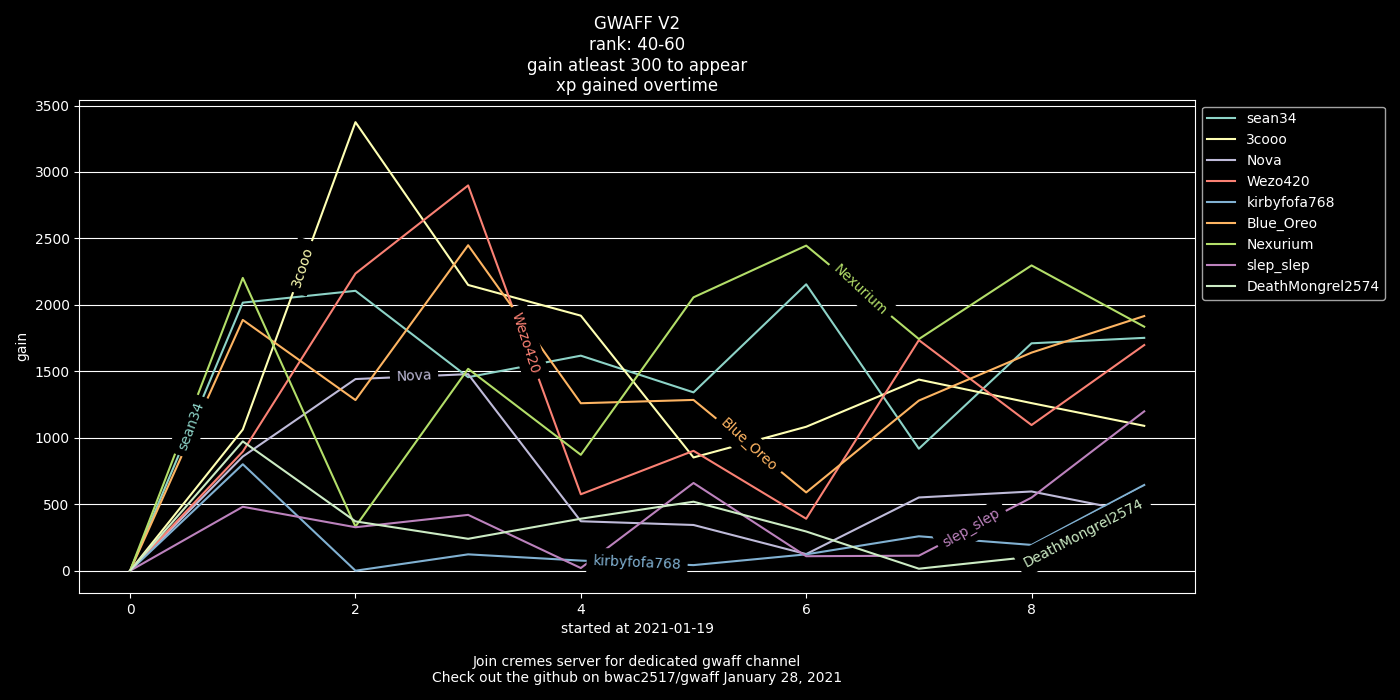 GWAFF V2
rank: 40-60
gain atleast 300 to appear
xp gained overtime
3500
3000
2500
2000
1500
1000
500
0
gain
0
2
4
6
8
started at 2021-01-19
sean34
3cooo
Nova
Wezo420
kirbyfofa768
Blue_Oreo
Nexurium
slep_slep
DeathMongrel2574
sean34
3cooo
Nova
Wezo420
kirbyfofa768
Blue_Oreo
Nexurium
slep_slep
DeathMongrel2574
Join cremes server for dedicated gwaff channel
Check out the github on bwac2517/gwaff January 28, 2021